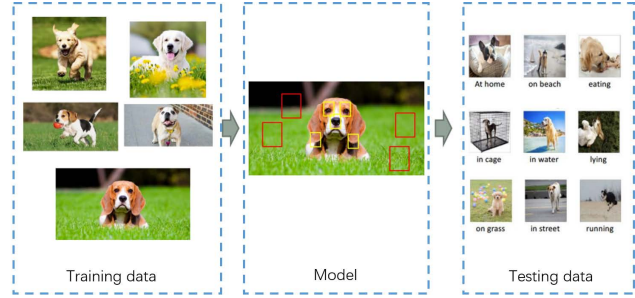 At home on beach eating
in cage in water lying
on grass in street running
Training data Model Testing data